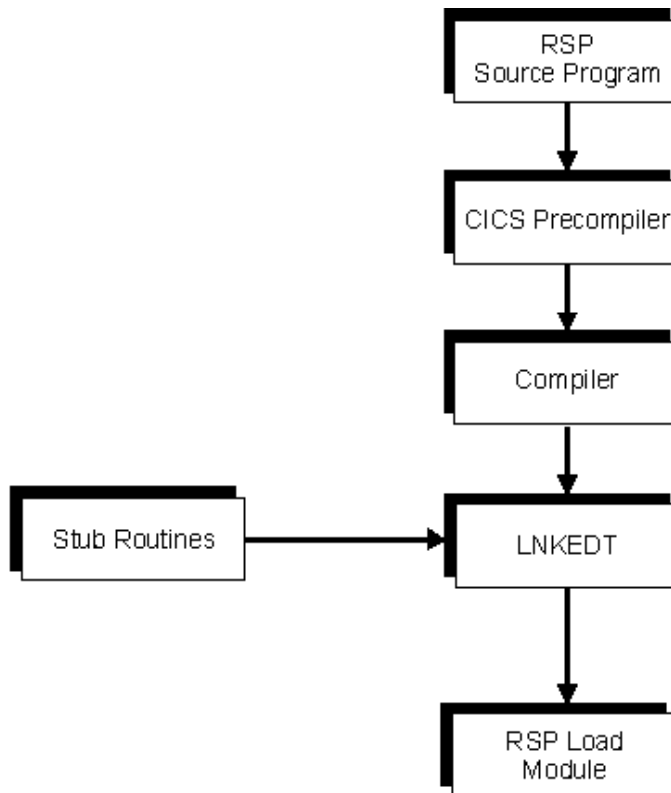 RSP
Source Program
CICS Precompiler
Compiler
Stub Routines
LNKEDT
RSP Load
Module